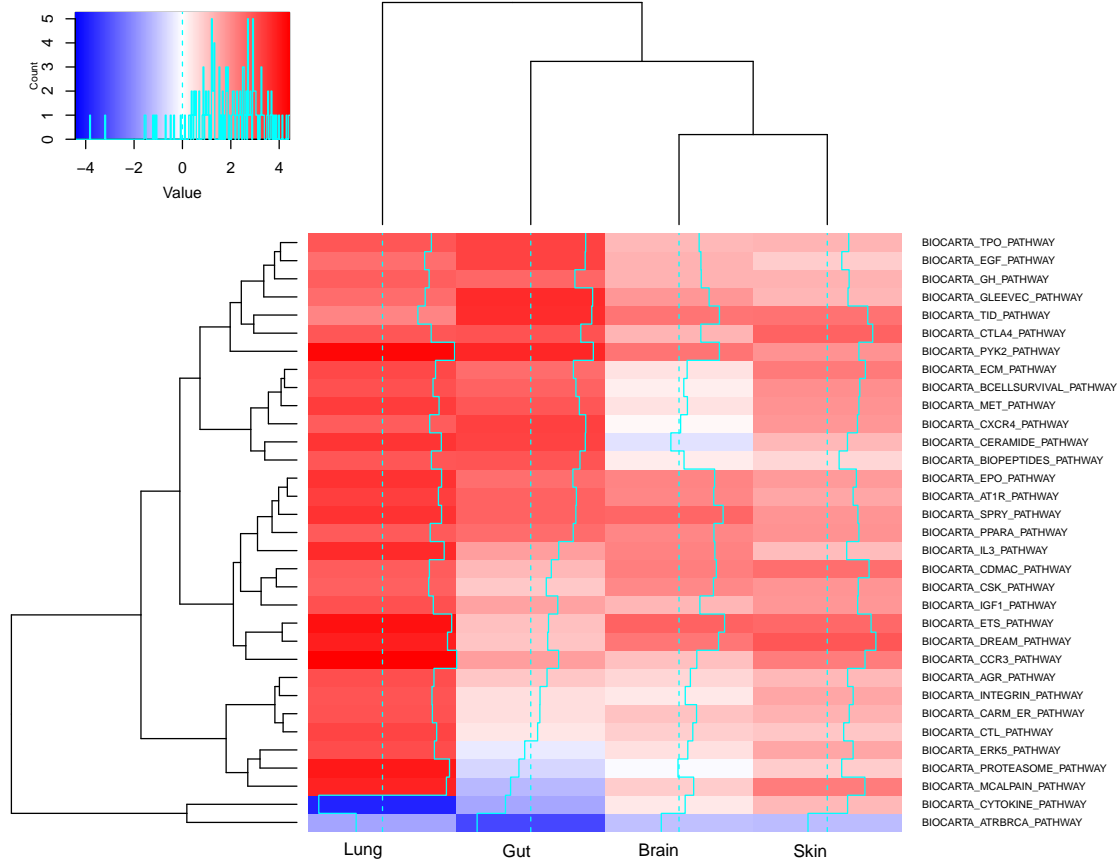 5
4
3
2
1
0
Count
−4 −2 0 2 4
Value
BIOCARTA_TPO_PATHWAY
BIOCARTA_EGF_PATHWAY
BIOCARTA_GH_PATHWAY
BIOCARTA_GLEEVEC_PATHWAY
BIOCARTA_TID_PATHWAY
BIOCARTA_CTLA4_PATHWAY
BIOCARTA_PYK2_PATHWAY
BIOCARTA_ECM_PATHWAY
BIOCARTA_BCELLSURVIVAL_PATHWAY
BIOCARTA_MET_PATHWAY
BIOCARTA_CXCR4_PATHWAY
BIOCARTA_CERAMIDE_PATHWAY
BIOCARTA_BIOPEPTIDES_PATHWAY
BIOCARTA_EPO_PATHWAY
BIOCARTA_AT1R_PATHWAY
BIOCARTA_SPRY_PATHWAY
BIOCARTA_PPARA_PATHWAY
BIOCARTA_IL3_PATHWAY
BIOCARTA_CDMAC_PATHWAY
BIOCARTA_CSK_PATHWAY
BIOCARTA_IGF1_PATHWAY
BIOCARTA_ETS_PATHWAY
BIOCARTA_DREAM_PATHWAY
BIOCARTA_CCR3_PATHWAY
BIOCARTA_AGR_PATHWAY
BIOCARTA_INTEGRIN_PATHWAY
BIOCARTA_CARM_ER_PATHWAY
BIOCARTA_CTL_PATHWAY
BIOCARTA_ERK5_PATHWAY
BIOCARTA_PROTEASOME_PATHWAY
BIOCARTA_MCALPAIN_PATHWAY
BIOCARTA_CYTOKINE_PATHWAY
BIOCARTA_ATRBRCA_PATHWAY
Lung Gut Brain Skin